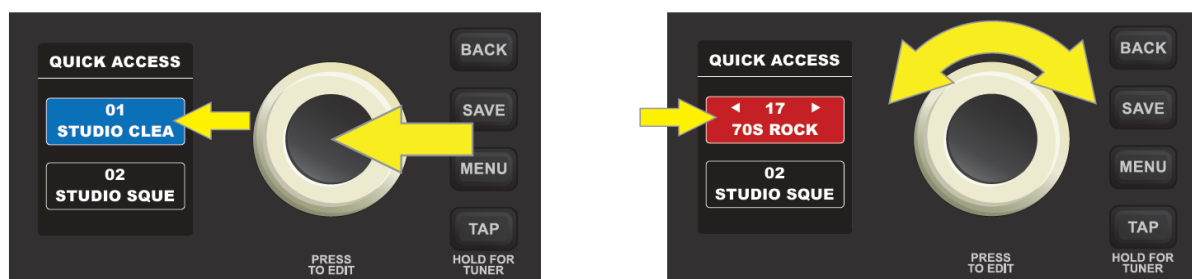 QUICK ACCESS
01
STUDIO CLEA
02
STUDIO SQUE
PRESS
TO EDIT
BACK
SAVE
MENU
TAP
HOLD FOR
TUNER
QUICK ACCESS
17
70S ROCK
02
STUDIO SQUE
PRESS
TO EDIT
BACK
SAVE
MENU
TAP
HOLD FOR
TUNER